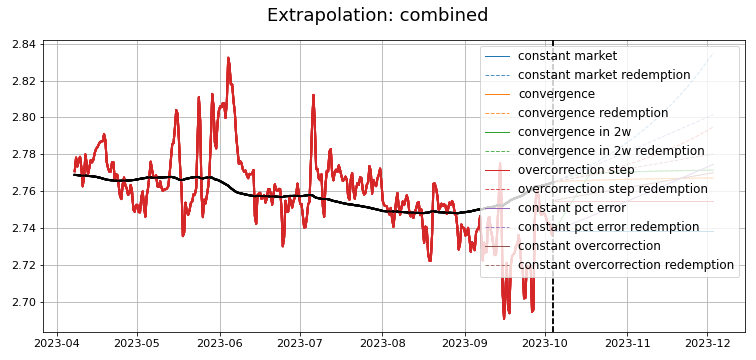 Extrapolation: combined
2.84
2.82
2.80
2.78
2.76
2.74
2.72
2.70
constant market
constant market redemption
convergence
convergence redemption
convergence in 2w
convergence in 2w redemption
overcorrection step
overcorrection step redemption
constant pct error
constant pct error redemption
constant overcorrection
constant overcorrection redemption
2023-04 2023-05 2023-06 2023-07 2023-08 2023-09 2023-10 2023-11 2023-12